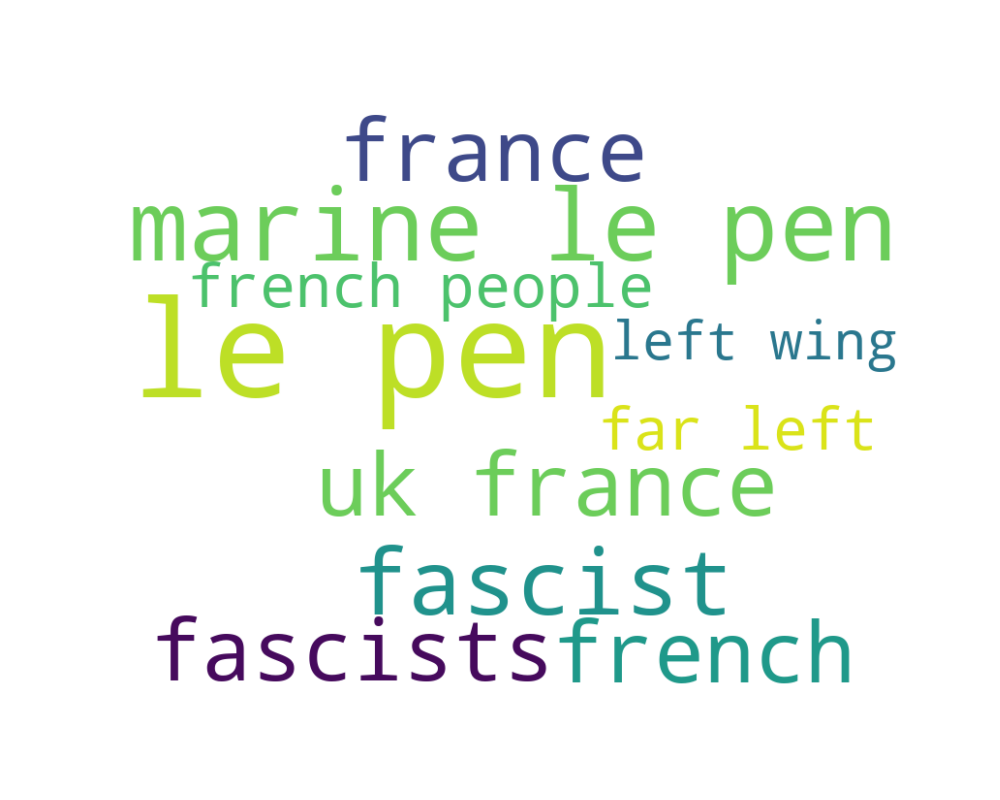 france
marine le pen
french people
le pen
left wing
far left
uk france
fascist
fascists
french